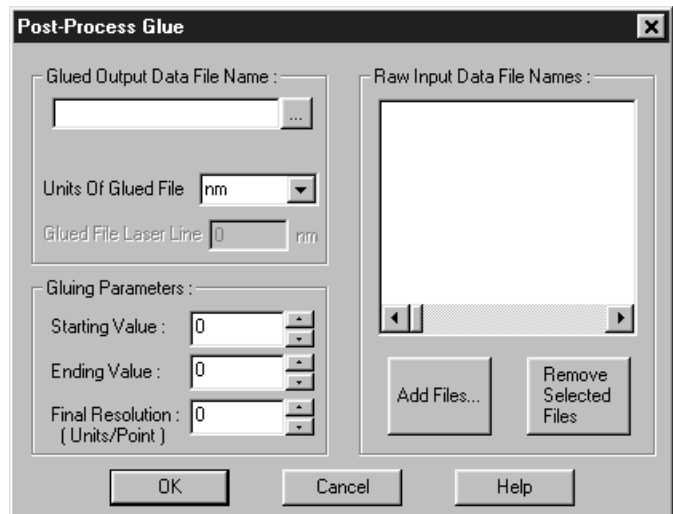 Post-Process Glue
Glued Output Data File Name :
...
Units Of Glued File nm
Glued File Laser Line 0 nm
Gluing Parameters :
Starting Value : 0
Ending Value : 0
Final Resolution : 0
( Units/Point )
Raw Input Data File Names :
Add Files...
Remove
Selected
Files
OK
Cancel
Help